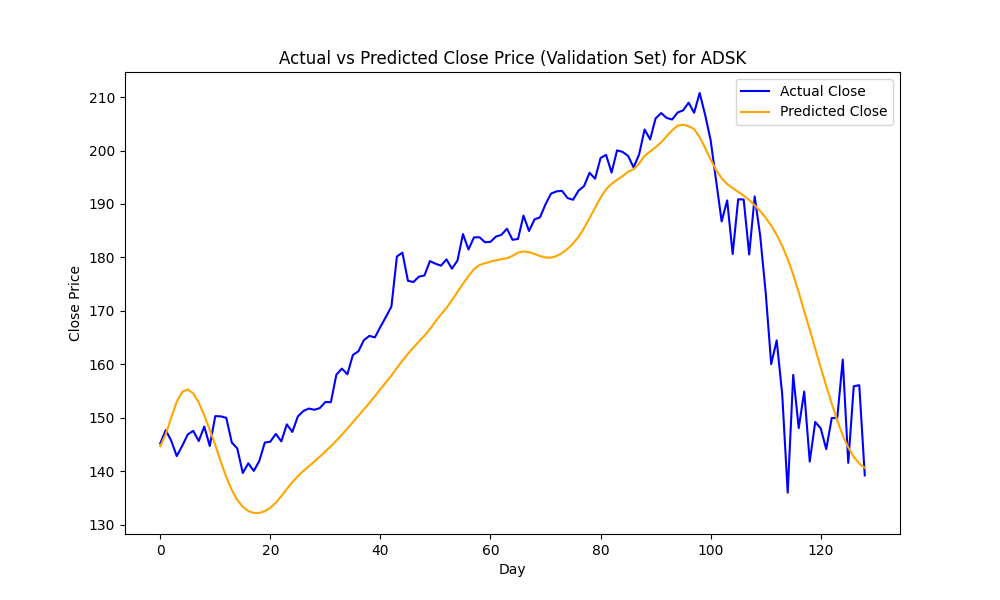 Actual vs Predicted Close Price (Validation Set) for ADSK
Actual Close
Predicted Close
210
200
190
180
170
160
150
140
130
Close Price
0 20 40 60 80 100 120
Day